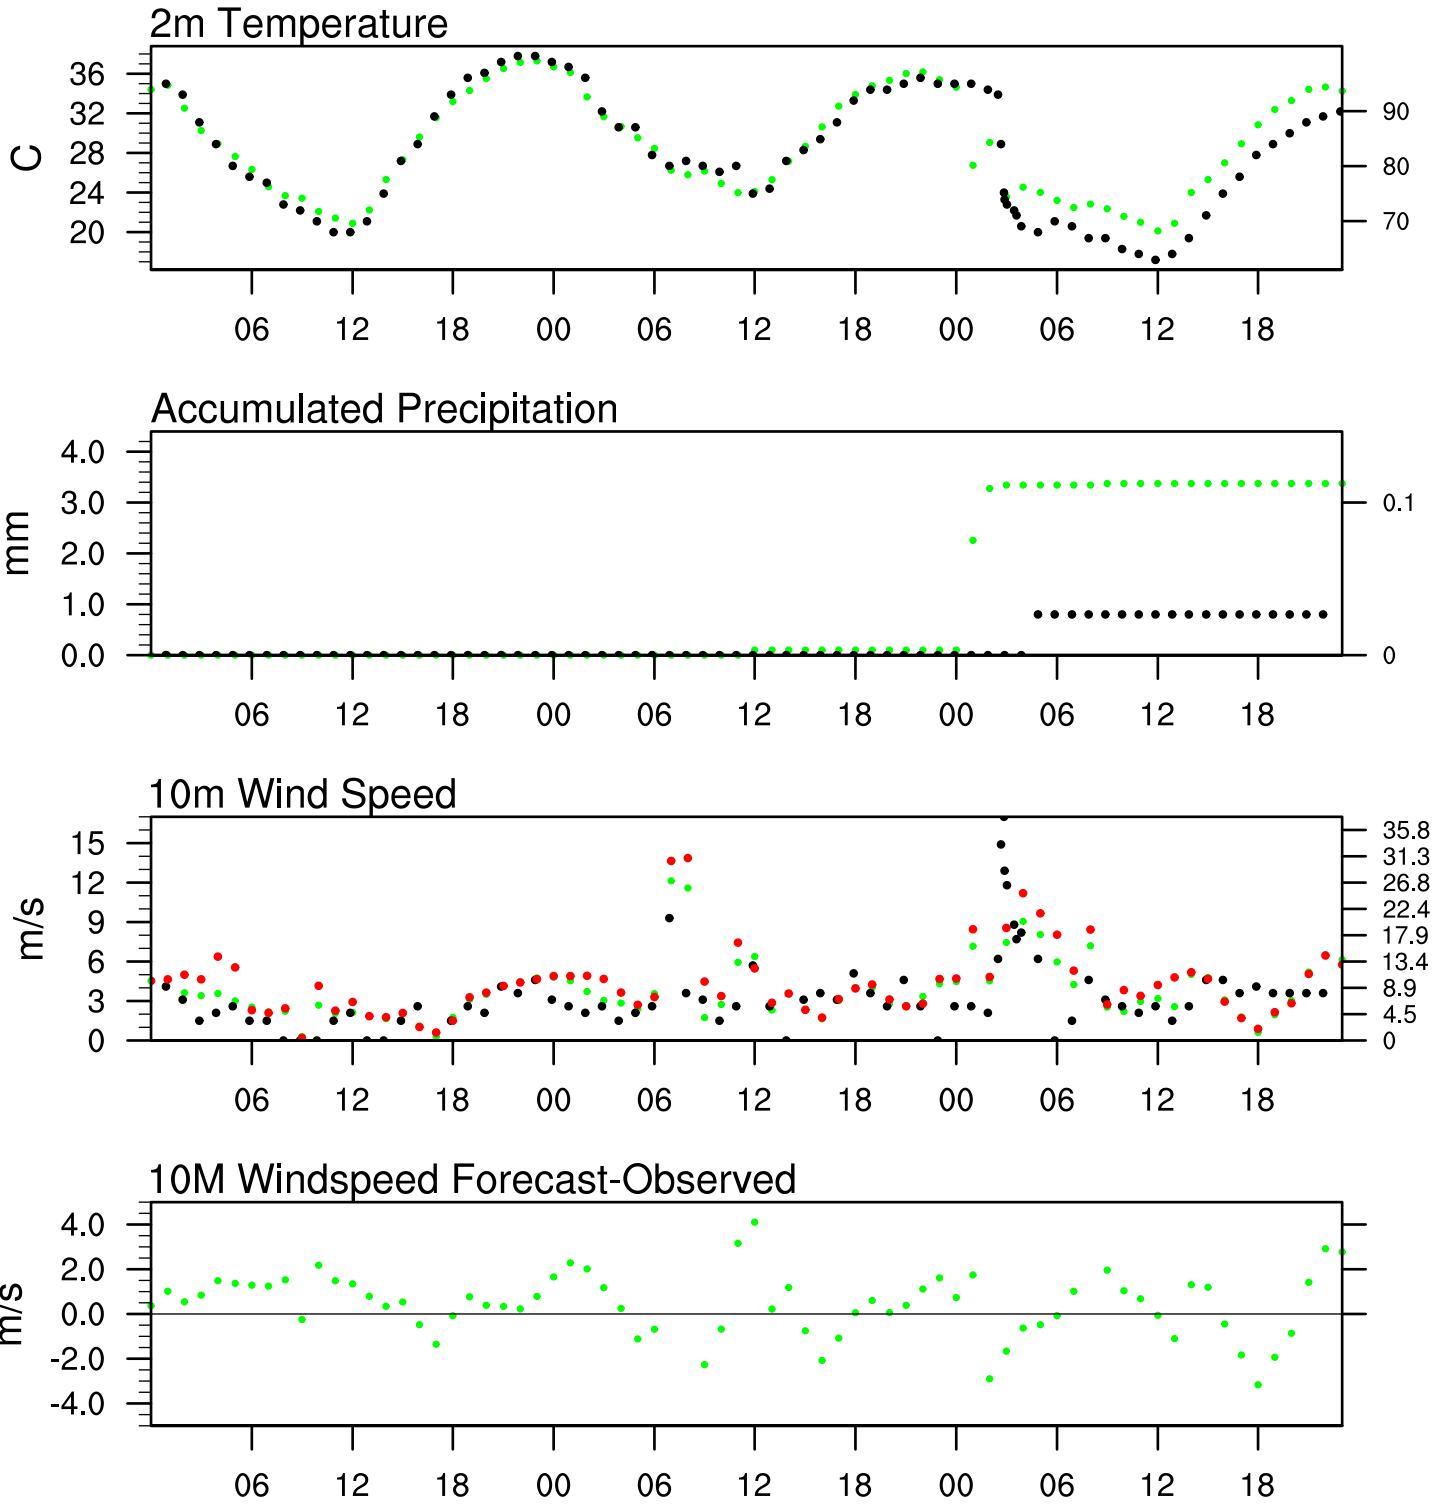 2m Temperature
C
36
32
28
24
20
90
80
70
06 12 18 00 06 12 18 00 06 12 18
Accumulated Precipitation
mm
4.0
3.0
2.0
1.0
0.0
0.1
0
06 12 18 00 06 12 18 00 06 12 18
10m Wind Speed
m/s
15
12
9
6
3
0
35.8
31.3
26.8
22.4
17.9
13.4
8.9
4.5
0
06 12 18 00 06 12 18 00 06 12 18
10M Windspeed Forecast-Observed
m/s
4.0
2.0
0.0
-2.0
-4.0
06 12 18 00 06 12 18 00 06 12 18